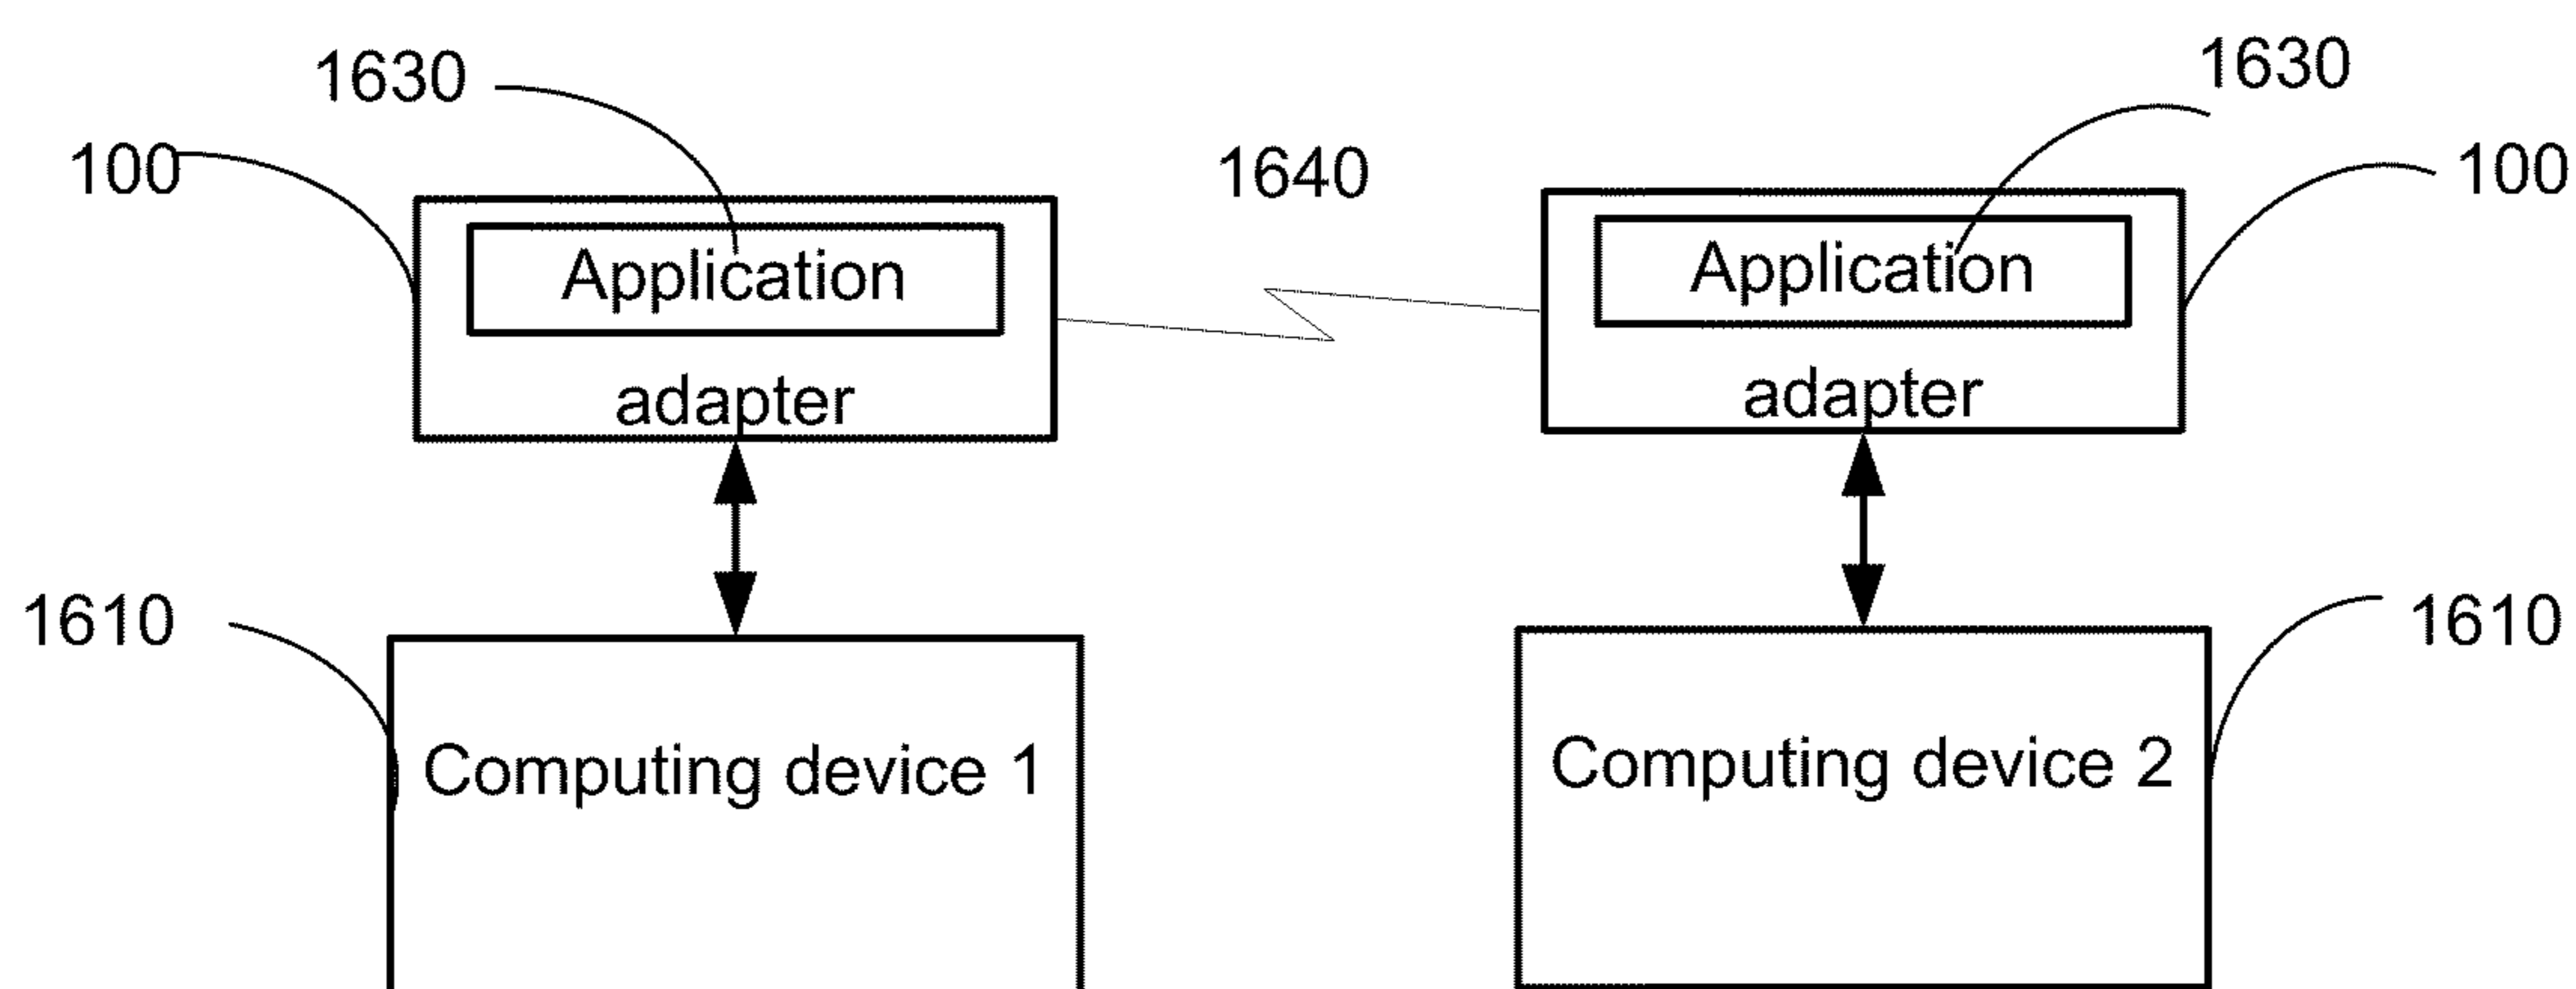 1630
1630
100
1640
100
Application
Application
adapter
adapter
1610
1610
Computing device 1
Computing device 2